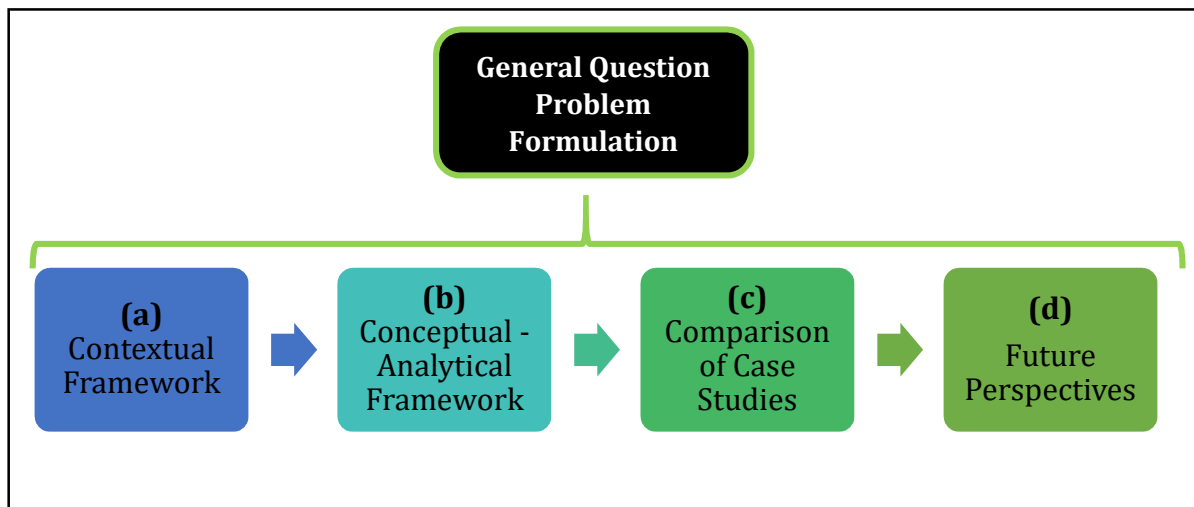 General Question
Problem
Formulation
(a)
Contextual
Framework
(b)
Conceptual -
Analytical
Framework
(c)
Comparison
of Case
Studies
(d)
Future
Perspectives